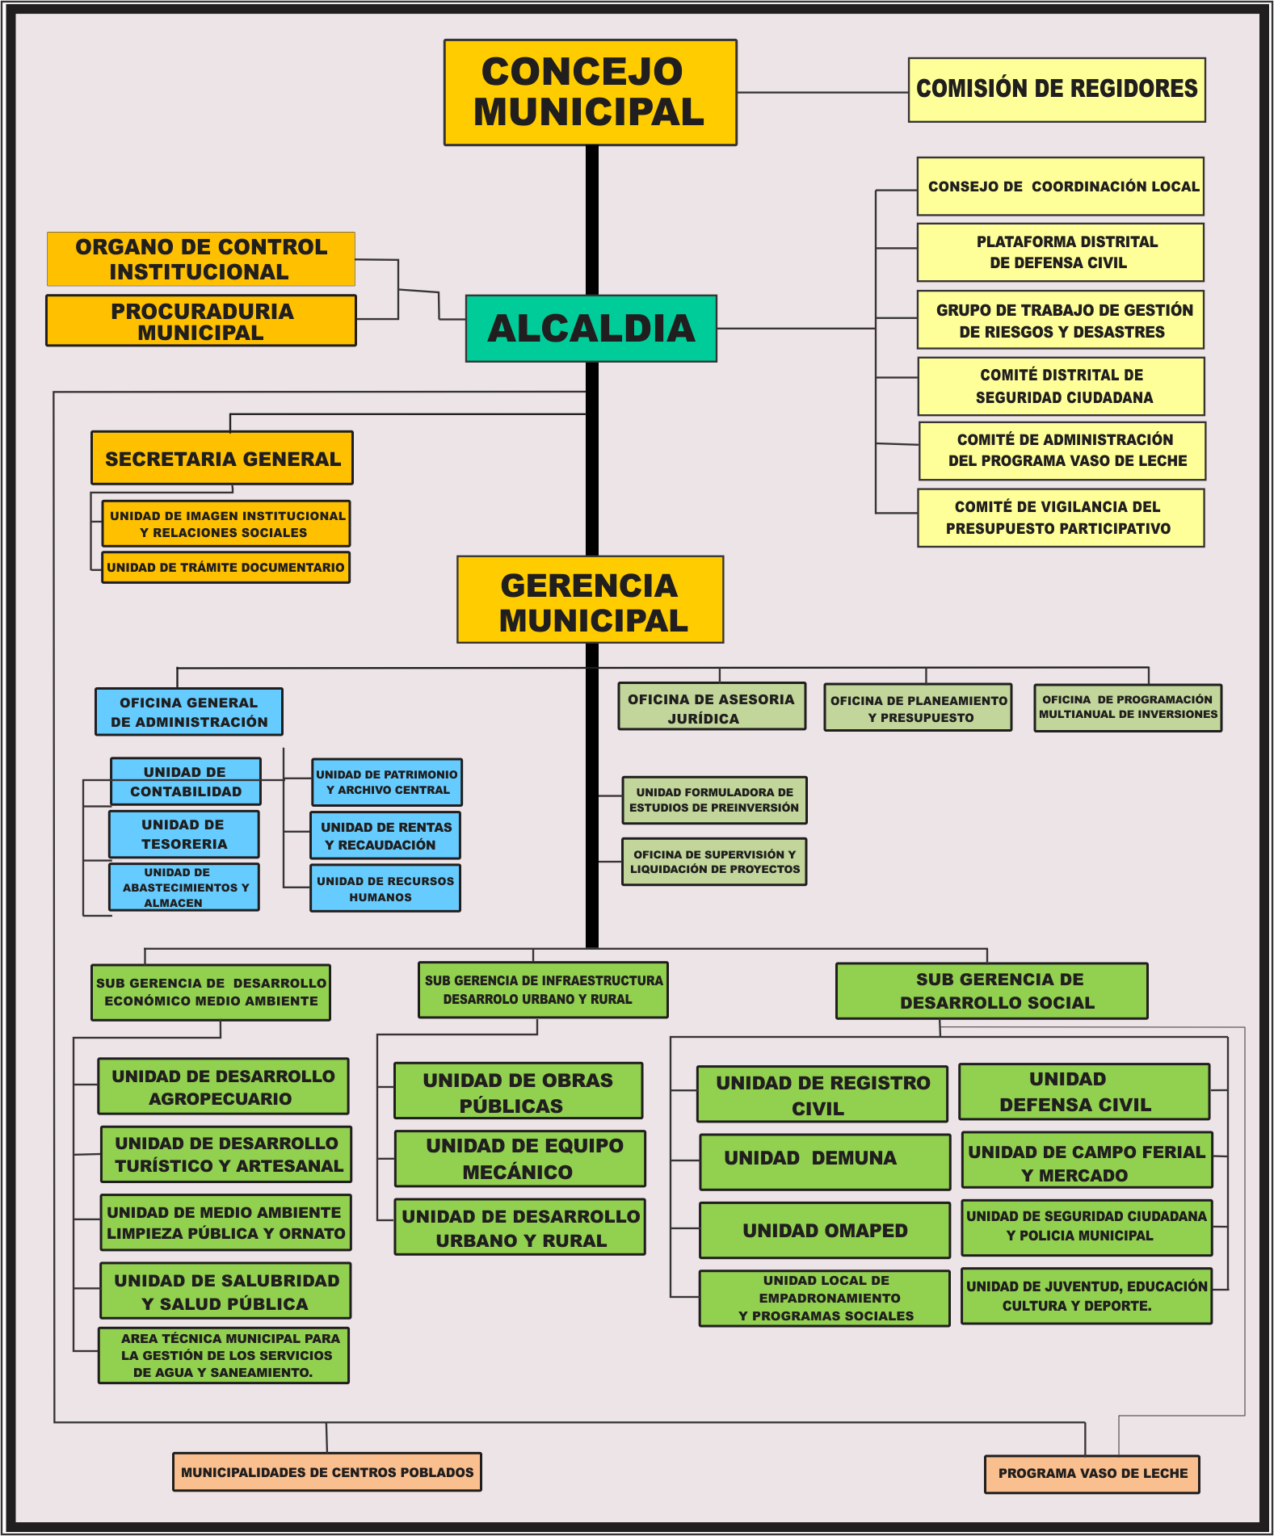 CONCEJO
MUNICIPAL
COMISIÓN DE REGIDORES
CONSEJO DE COORDINACIÓN LOCAL
PLATAFORMA DISTRITAL
DE DEFENSA CIVIL
GRUPO DE TRABAJO DE GESTIÓN
DE RIESGOS Y DESASTRES
COMITÉ DISTRITAL DE
SEGURIDAD CIUDADANA
COMITÉ DE ADMINISTRACIÓN
DEL PROGRAMA VASO DE LECHE
COMITÉ DE VIGILANCIA DEL
PRESUPUESTO PARTICIPATIVO
ORGANO DE CONTROL
INSTITUCIONAL
PROCURADURIA
MUNICIPAL
ALCALDIA
SECRETARIA GENERAL
UNIDAD DE IMAGEN INSTITUCIONAL
Y RELACIONES SOCIALES
UNIDAD DE TRÁMITE DOCUMENTARIO
GERENCIA
MUNICIPAL
OFICINA GENERAL
DE ADMINISTRACIÓN
OFICINA DE ASESORIA
JURÍDICA
OFICINA DE PLANEAMIENTO
Y PRESUPUESTO
OFICINA DE PROGRAMACIÓN
MULTIANUAL DE INVERSIONES
UNIDAD DE
CONTABILIDAD
UNIDAD DE
TESORERIA
UNIDAD DE
ABASTECIMIENTOS Y
ALMACEN
UNIDAD DE PATRIMONIO
Y ARCHIVO CENTRAL
UNIDAD DE RENTAS
Y RECAUDACIÓN
UNIDAD DE RECURSOS
HUMANOS
UNIDAD FORMULADORA DE
ESTUDIOS DE PREINVERSIÓN
OFICINA DE SUPERVISIÓN Y
LIQUIDACIÓN DE PROYECTOS
SUB GERENCIA DE DESARROLLO
ECONÓMICO MEDIO AMBIENTE
SUB GERENCIA DE INFRAESTRUCTURA
DESARROLO URBANO Y RURAL
SUB GERENCIA DE
DESARROLLO SOCIAL
UNIDAD DE DESARROLLO
AGROPECUARIO
UNIDAD DE DESARROLLO
TURÍSTICO Y ARTESANAL
UNIDAD DE MEDIO AMBIENTE
LIMPIEZA PÚBLICA Y ORNATO
UNIDAD DE SALUBRIDAD
Y SALUD PÚBLICA
AREA TÉCNICA MUNICIPAL PARA
LA GESTIÓN DE LOS SERVICIOS
DE AGUA Y SANEAMIENTO.
UNIDAD DE OBRAS
PÚBLICAS
UNIDAD DE EQUIPO
MECÁNICO
UNIDAD DE DESARROLLO
URBANO Y RURAL
UNIDAD DE REGISTRO
CIVIL
UNIDAD DEMUNA
UNIDAD OMAPED
UNIDAD LOCAL DE
EMPADRONAMIENTO
Y PROGRAMAS SOCIALES
UNIDAD
DEFENSA CIVIL
UNIDAD DE CAMPO FERIAL
Y MERCADO
UNIDAD DE SEGURIDAD CIUDADANA
Y POLICIA MUNICIPAL
UNIDAD DE JUVENTUD, EDUCACIÓN
CULTURA Y DEPORTE.
MUNICIPALIDADES DE CENTROS POBLADOS
PROGRAMA VASO DE LECHE